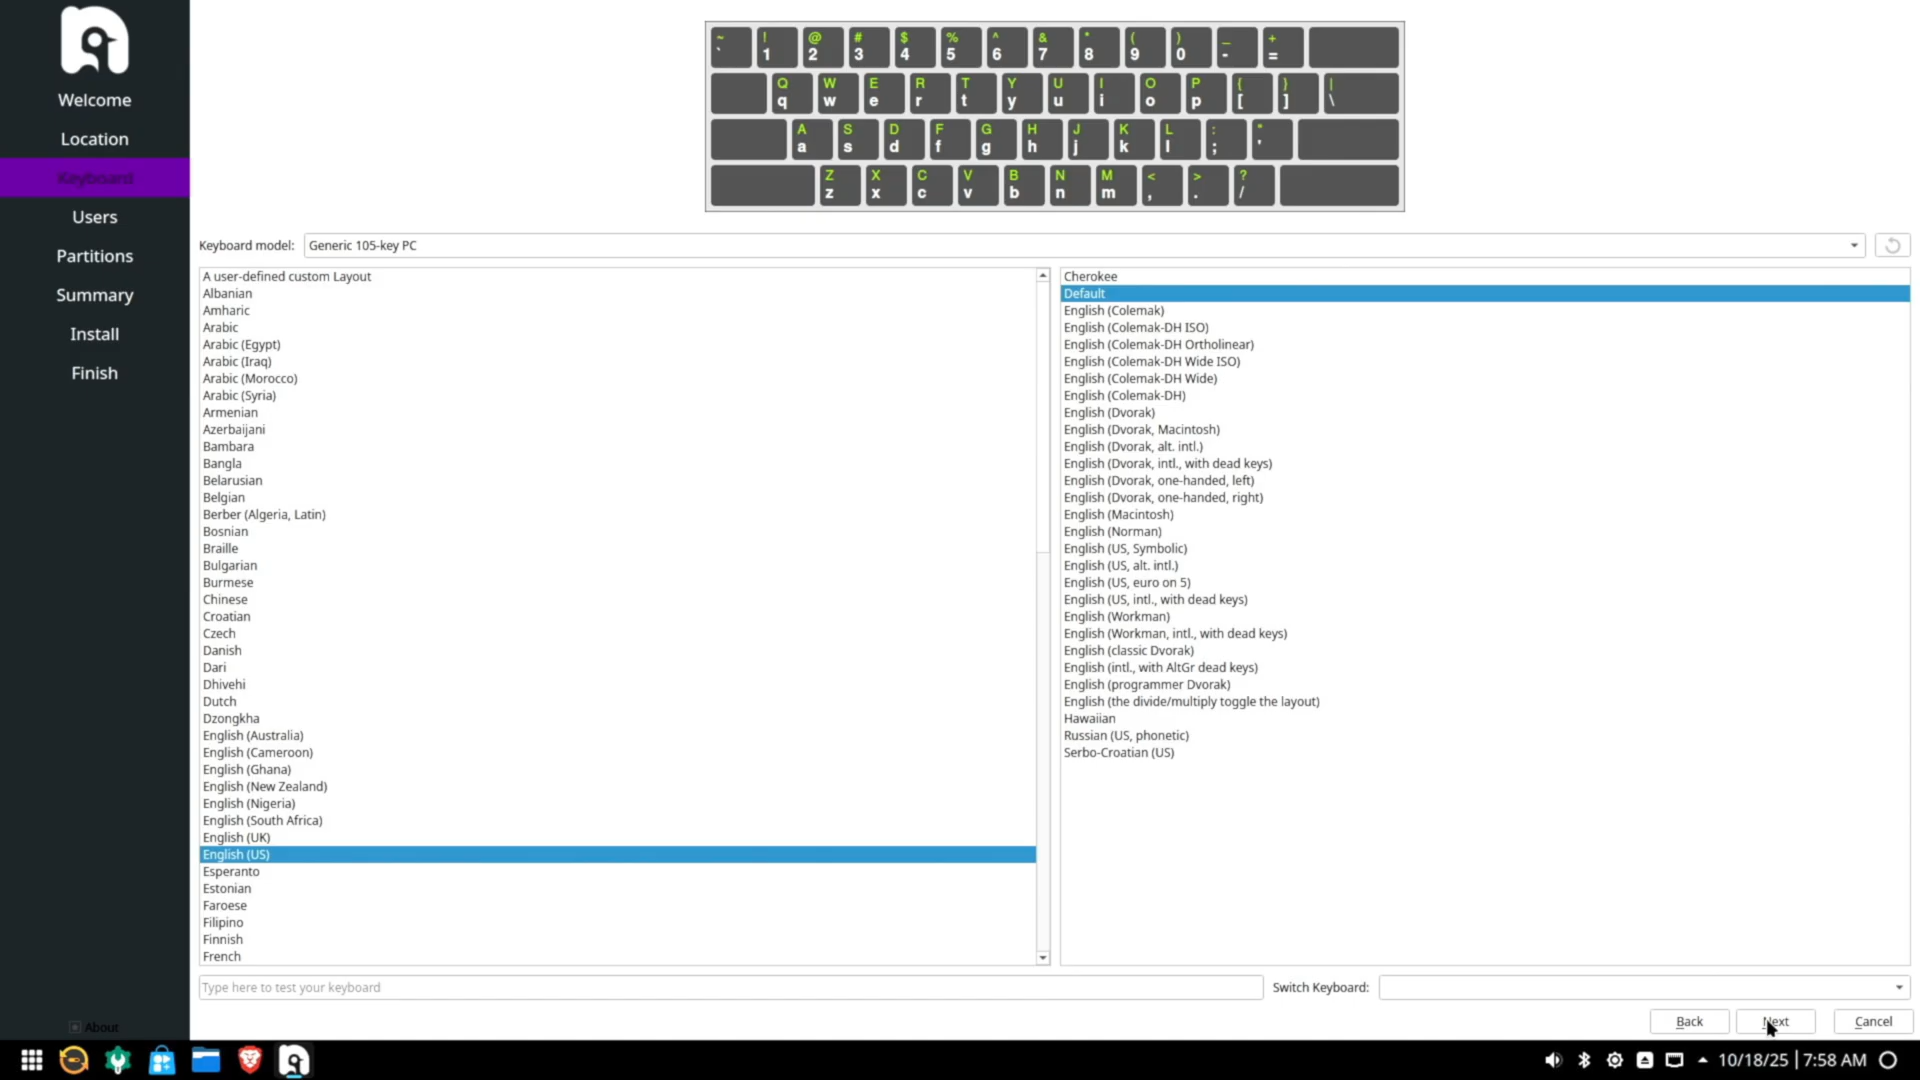 Welcome
Location
Keyboard
Users
Partitions
Summary
Install
Finish
About
~ ! @ # $ % ^ & * ( ) _ +
` 1 2 3 4 5 6 7 8 9 0 - =
Q W E R T Y U I O P { } |
q w e r t y u i o p [ ] \
A S D F G H J K L : "
a s d f g h j k l ; '
Z X C V B N M < > ?
z x c v b n m , . /
Keyboard model: Generic 105-key PC
A user-defined custom Layout
Albanian
Amharic
Arabic
Arabic (Egypt)
Arabic (Iraq)
Arabic (Morocco)
Arabic (Syria)
Armenian
Azerbaijani
Bambara
Bangla
Belarusian
Belgian
Berber (Algeria, Latin)
Bosnian
Braille
Bulgarian
Burmese
Chinese
Croatian
Czech
Danish
Dari
Dhivehi
Dutch
Dzongkha
English (Australia)
English (Cameroon)
English (Ghana)
English (New Zealand)
English (Nigeria)
English (South Africa)
English (UK)
English (US)
Esperanto
Estonian
Faroese
Filipino
Finnish
French
Cherokee
Default
English (Colemak)
English (Colemak-DH ISO)
English (Colemak-DH Ortholinear)
English (Colemak-DH Wide ISO)
English (Colemak-DH Wide)
English (Colemak-DH)
English (Dvorak)
English (Dvorak, Macintosh)
English (Dvorak, alt. intl.)
English (Dvorak, intl., with dead keys)
English (Dvorak, one-handed, left)
English (Dvorak, one-handed, right)
English (Macintosh)
English (Norman)
English (US, Symbolic)
English (US, alt. intl.)
English (US, euro on 5)
English (US, intl., with dead keys)
English (Workman)
English (Workman, intl., with dead keys)
English (classic Dvorak)
English (intl., with AltGr dead keys)
English (programmer Dvorak)
English (the divide/multiply toggle the layout)
Hawaiian
Russian (US, phonetic)
Serbo-Croatian (US)
Type here to test your keyboard
Switch Keyboard:
Back
Next
Cancel
10/18/25 | 7:58 AM